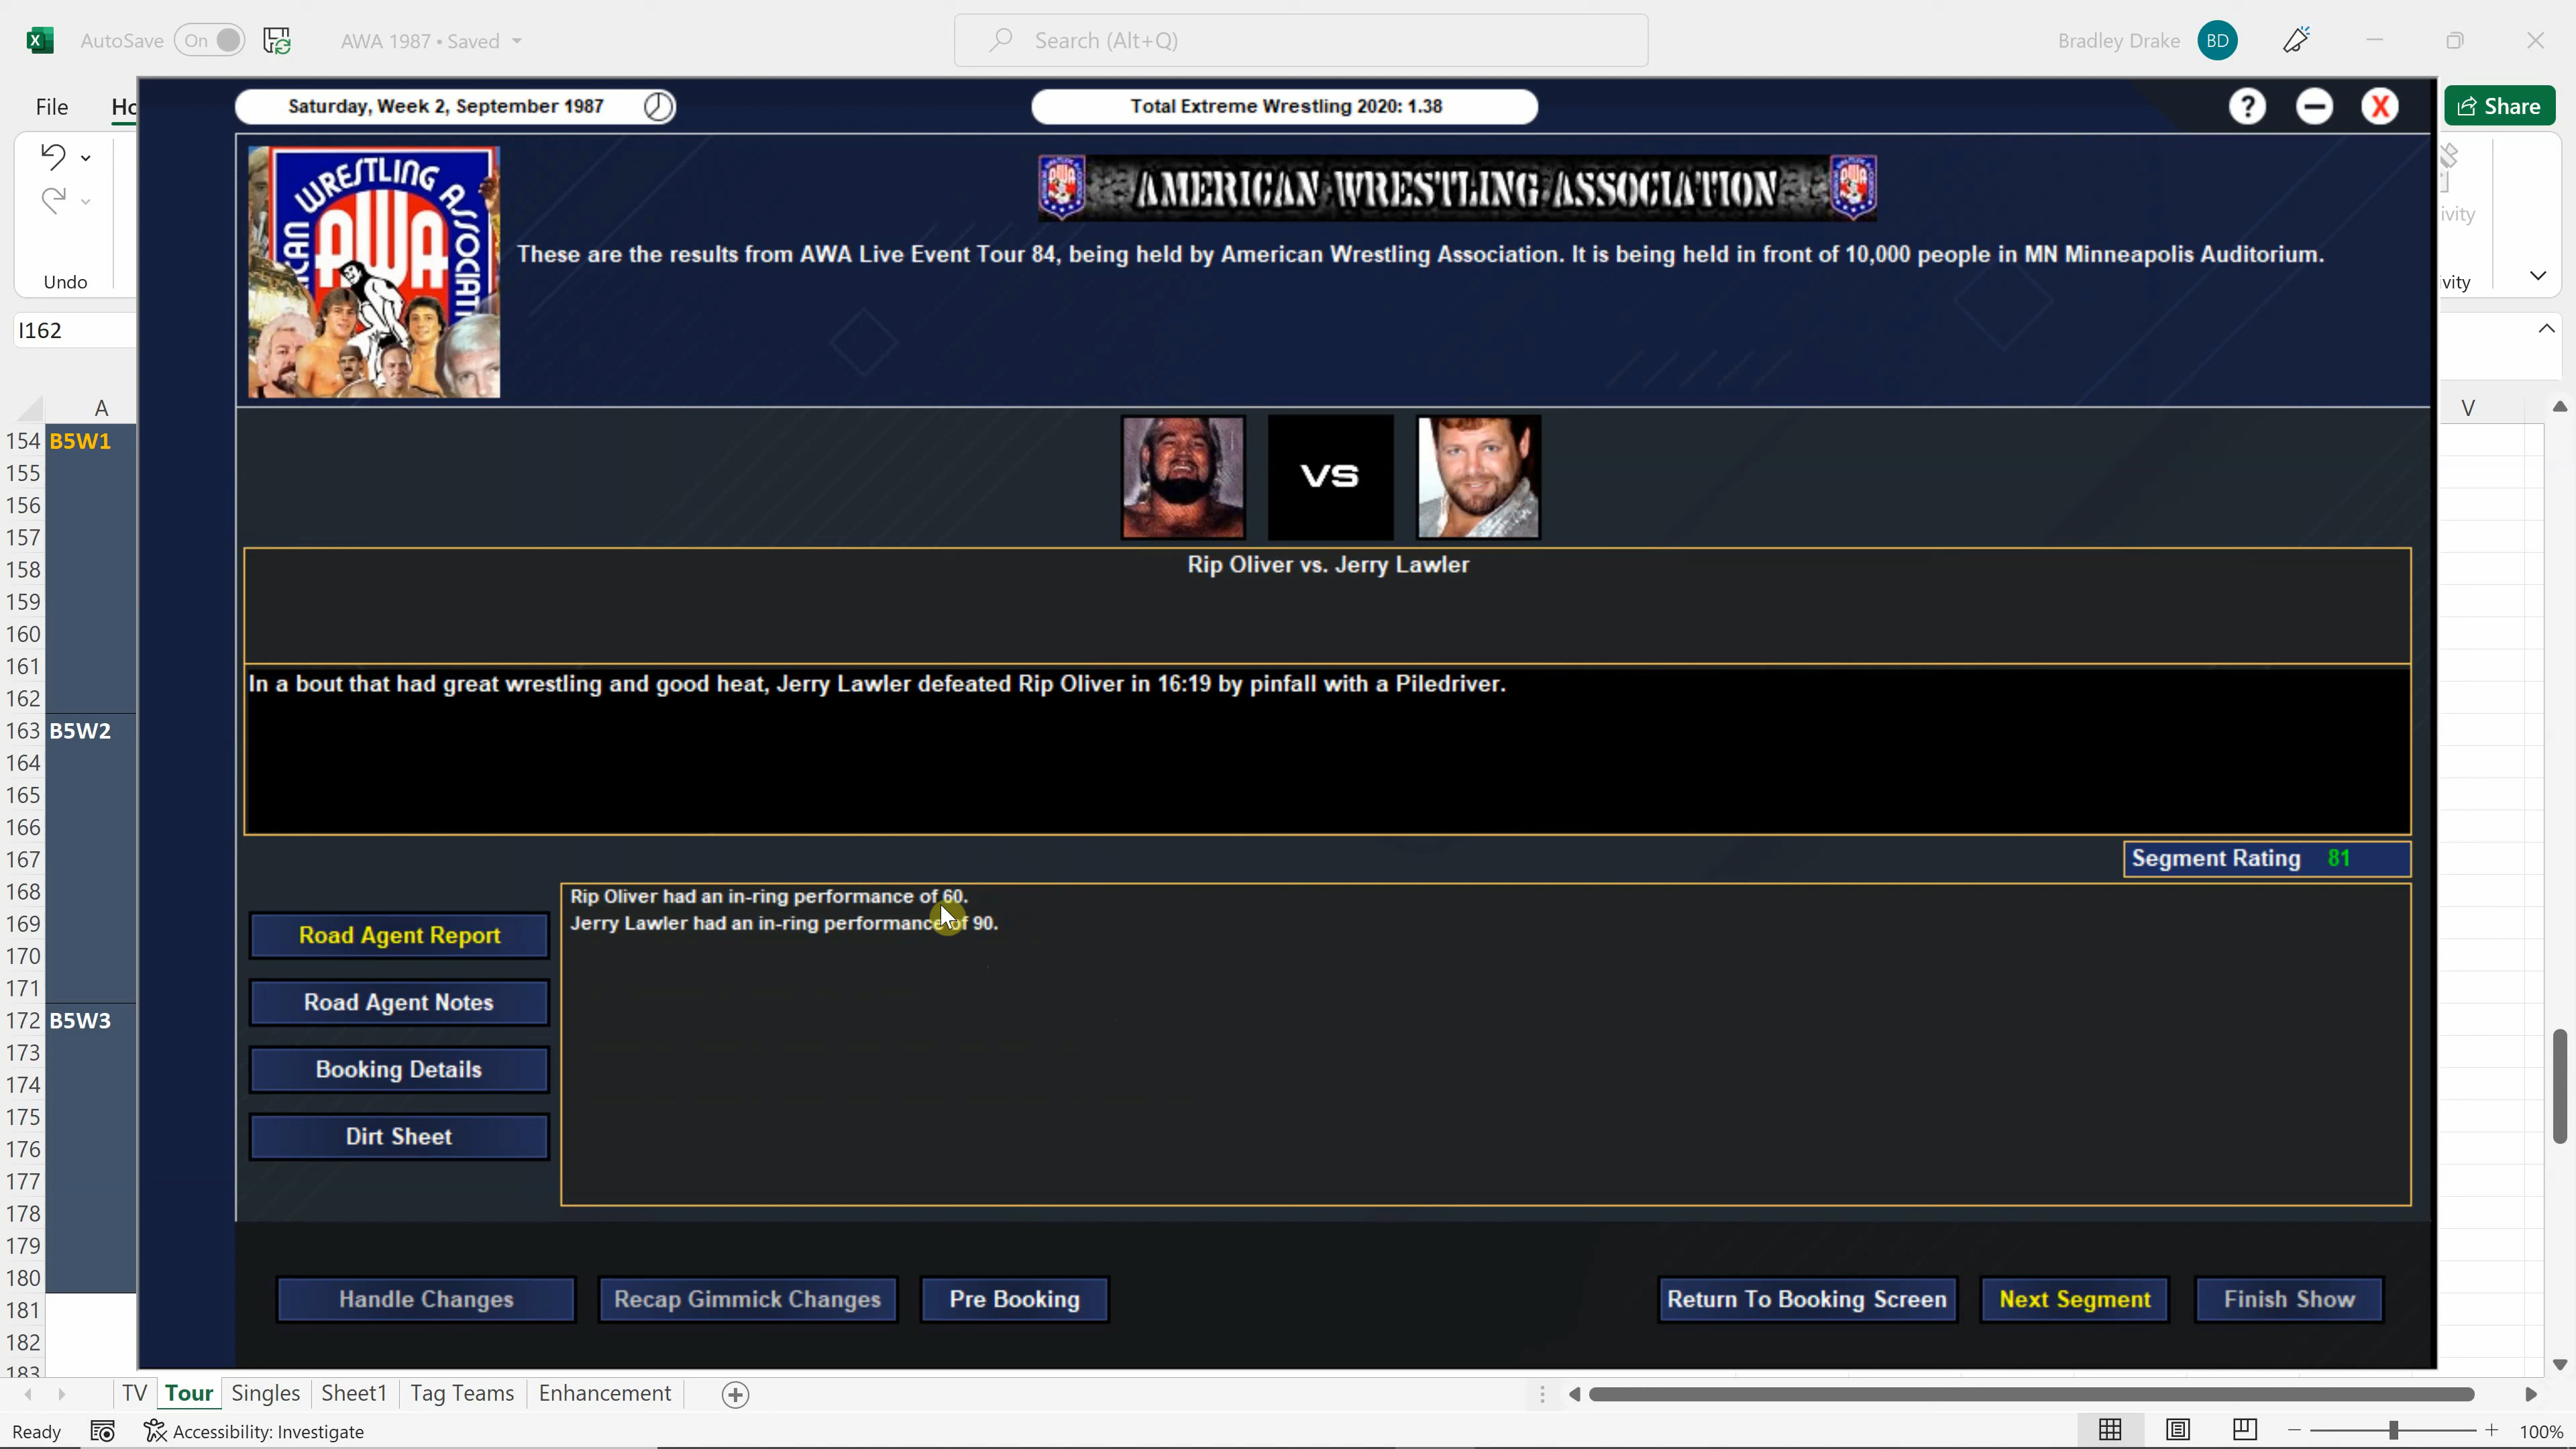 AutoSave On AWA 1987 • Saved Search (Alt+Q) Bradley Drake BD
File Share
Saturday, Week 2, September 1987 Total Extreme Wrestling 2020: 1.38 ? X
WRESTLING ASSOCIAT
AWA
AMERICAN WRESTLING ASSOCIATION
Undo
These are the results from AWA Live Event Tour 84, being held by American Wrestling Association. It is being held in front of 10,000 people in MN Minneapolis Auditorium.
I162
A V
VS
Rip Oliver vs. Jerry Lawler
In a bout that had great wrestling and good heat, Jerry Lawler defeated Rip Oliver in 16:19 by pinfall with a Piledriver.
Segment Rating 81
Rip Oliver had an in-ring performance of 60.
Jerry Lawler had an in-ring performance of 90.
Road Agent Report
Road Agent Notes
Booking Details
Dirt Sheet
154 B5W1
155
156
157
158
159
160
161
162
163 B5W2
164
165
166
167
168
169
170
171
172 B5W3
173
174
175
176
177
178
179
180
181
182
183
Handle Changes Recap Gimmick Changes Pre Booking Return To Booking Screen Next Segment Finish Show
TV Tour Singles Sheet1 Tag Teams Enhancement
Ready Accessibility: Investigate 100%